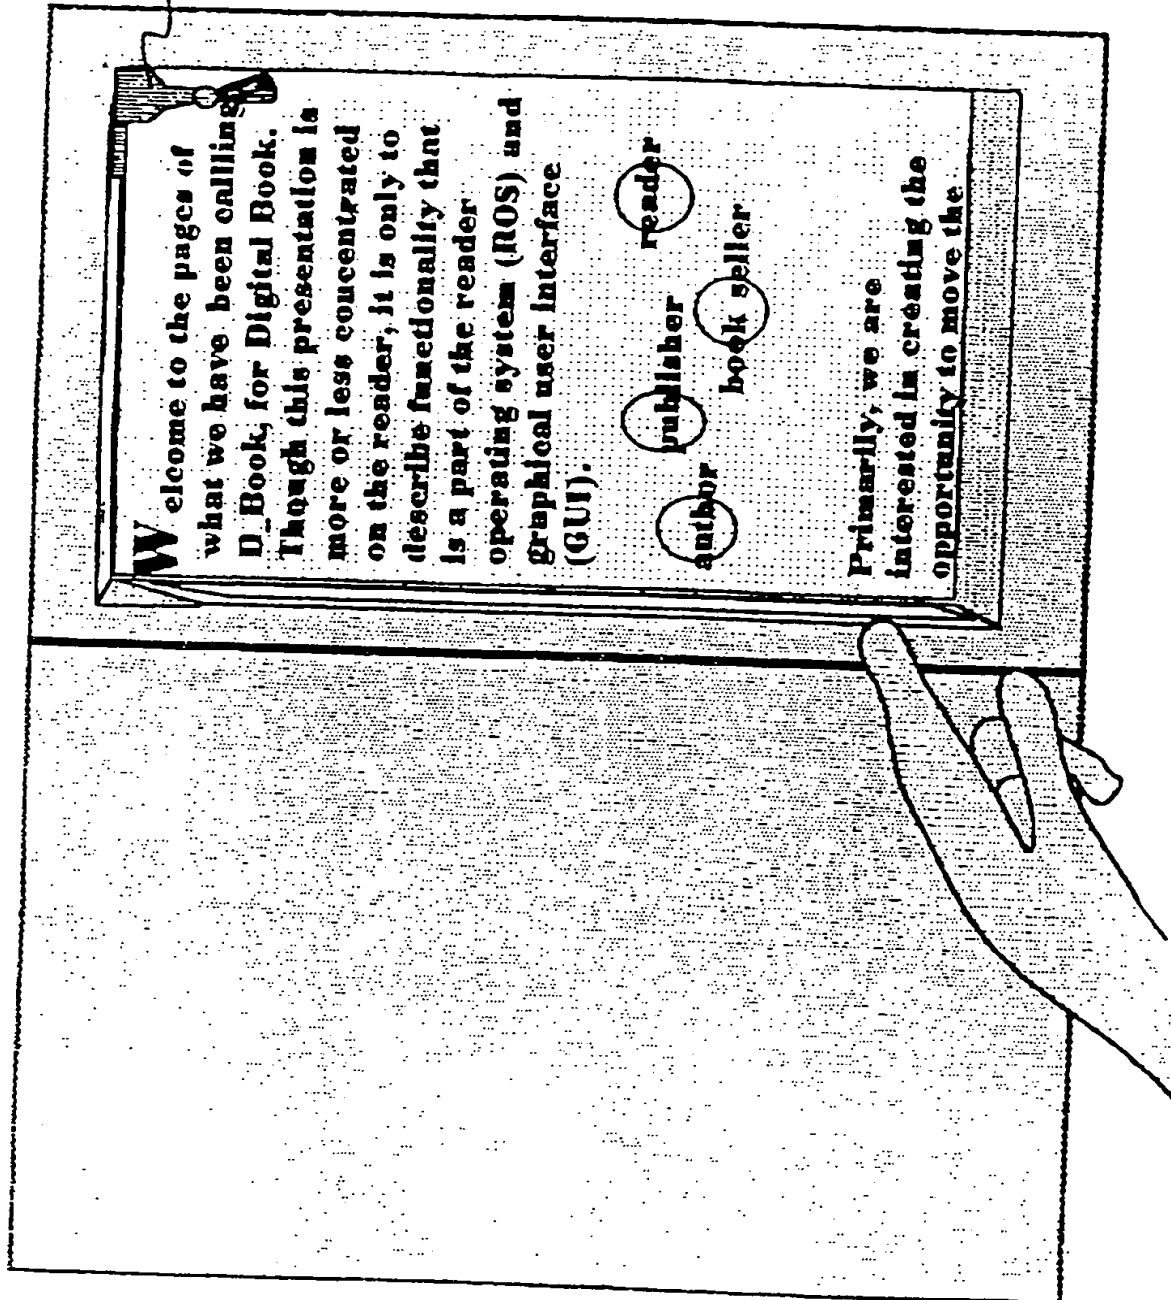 Welcome to the pages of
what we have been callling
D_Book, for Digital Book.
Though this presentation is
more or less coucentrated
on the reader, it is only to
describe functionality that
is a part of the reader
operating system (ROS) and
graphical user interface
(GUI).
author
publisher
book seller
reader
Primarily, we are
interested in creating the
opportunity to move the